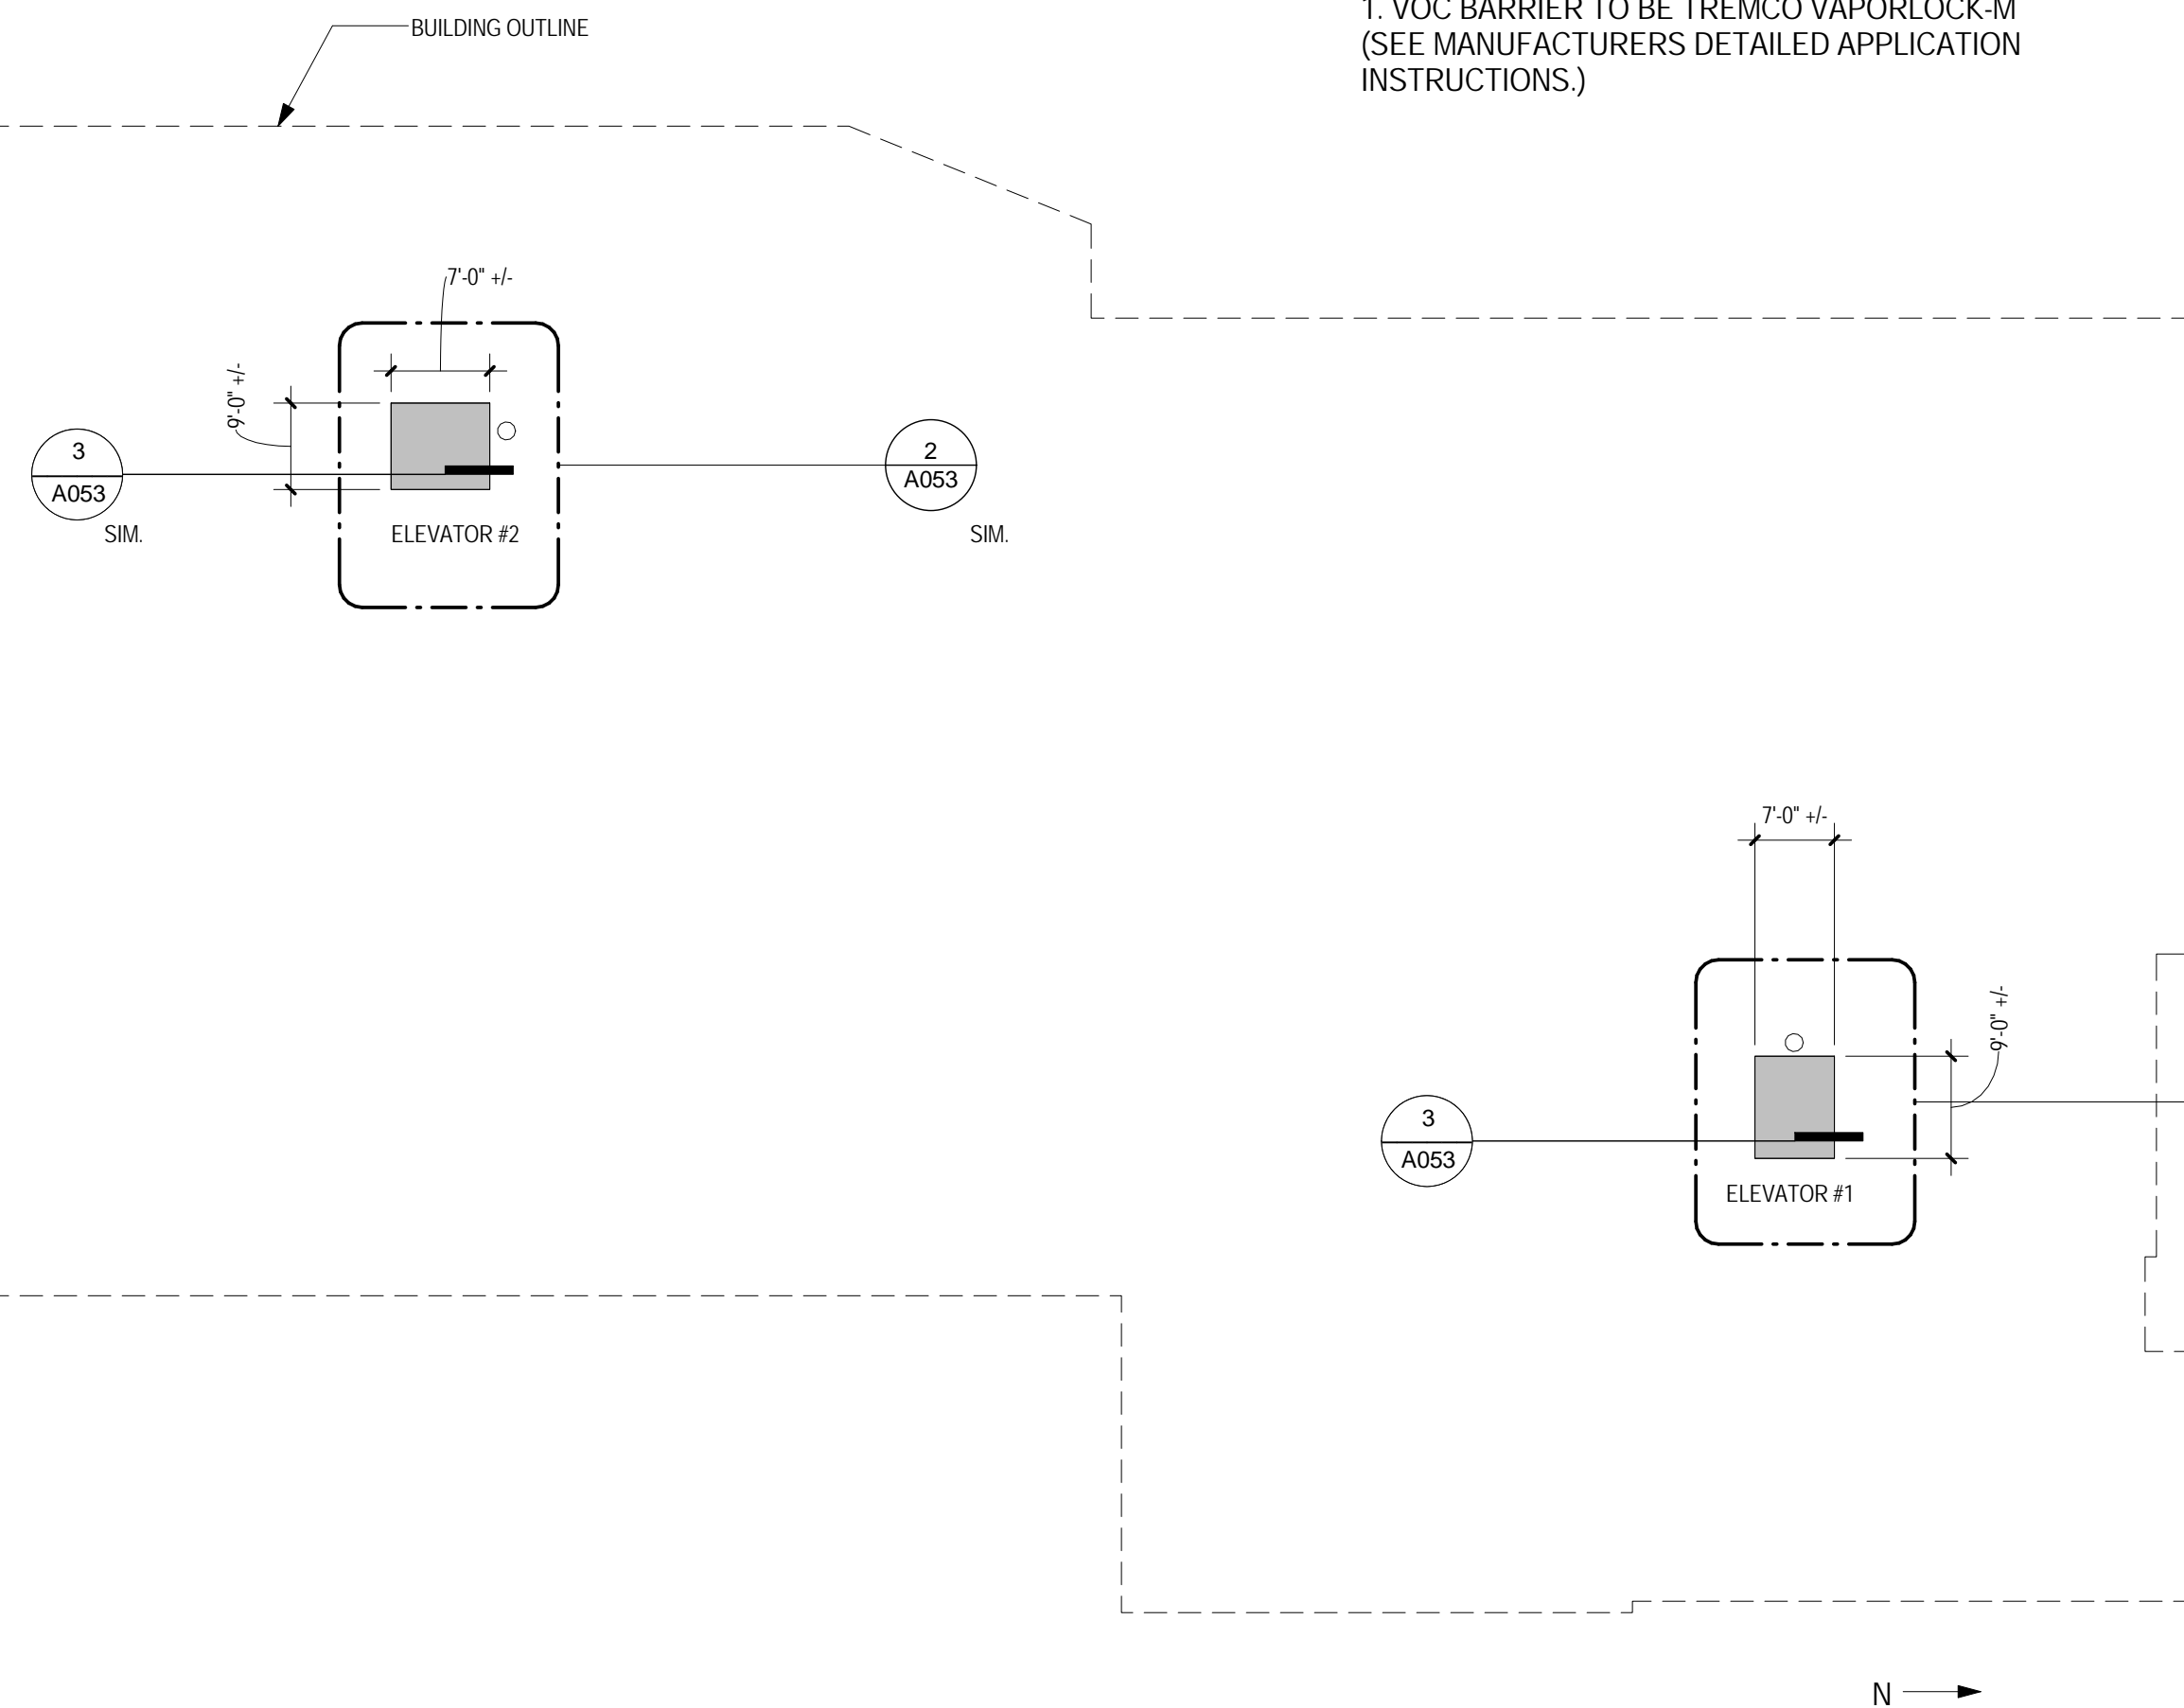 BUILDING OUTLINE
1. VOC BARRIER TO BE TREMCO VAPORLOCK-M
(SEE MANUFACTURERS DETAILED APPLICATION
INSTRUCTIONS.)
7'-0" +/-
9'-0" +/-
3
A053
SIM.
ELEVATOR #2
2
A053
SIM.
7'-0" +/-
9'-0" +/-
3
A053
ELEVATOR #1
N